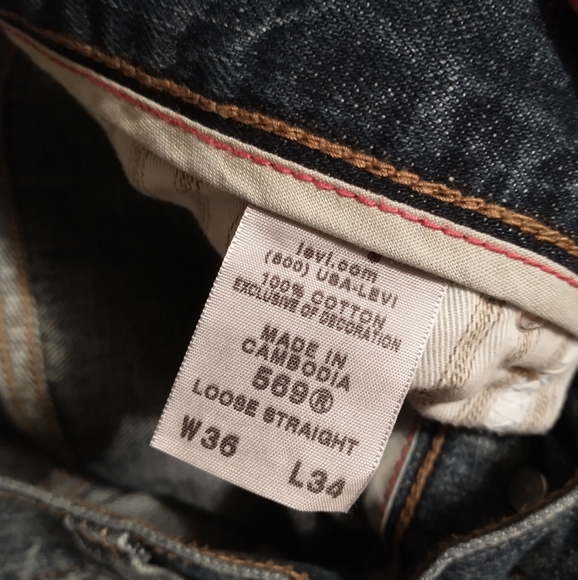 levi.com
(800) USA-LEVI
100% COTTON
EXCLUSIVE OF DECORATION
MADE IN
CAMBODIA
569®
LOOSE STRAIGHT
W36 L34